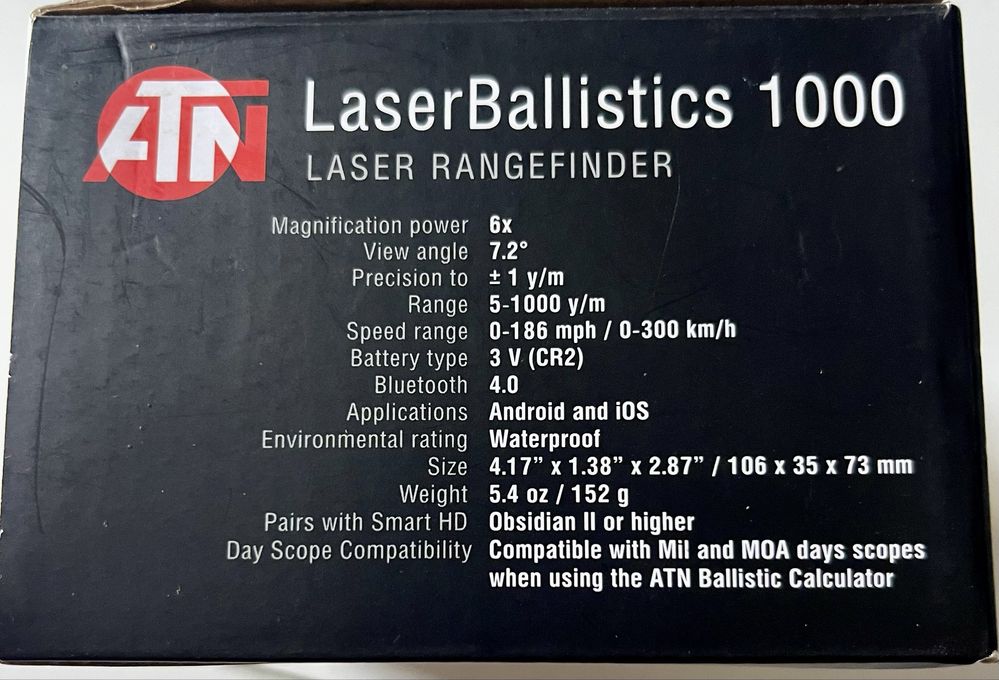 ATN
LaserBallistics 1000
LASER RANGEFINDER
Magnification power 6x
View angle 7.2°
Precision to ± 1 y/m
Range 5-1000 y/m
Speed range 0-186 mph / 0-300 km/h
Battery type 3 V (CR2)
Bluetooth 4.0
Applications Android and iOS
Environmental rating Waterproof
Size 4.17” x 1.38” x 2.87” / 106 x 35 x 73 mm
Weight 5.4 oz / 152 g
Pairs with Smart HD Obsidian II or higher
Day Scope Compatibility Compatible with Mil and MOA days scopes
when using the ATN Ballistic Calculator